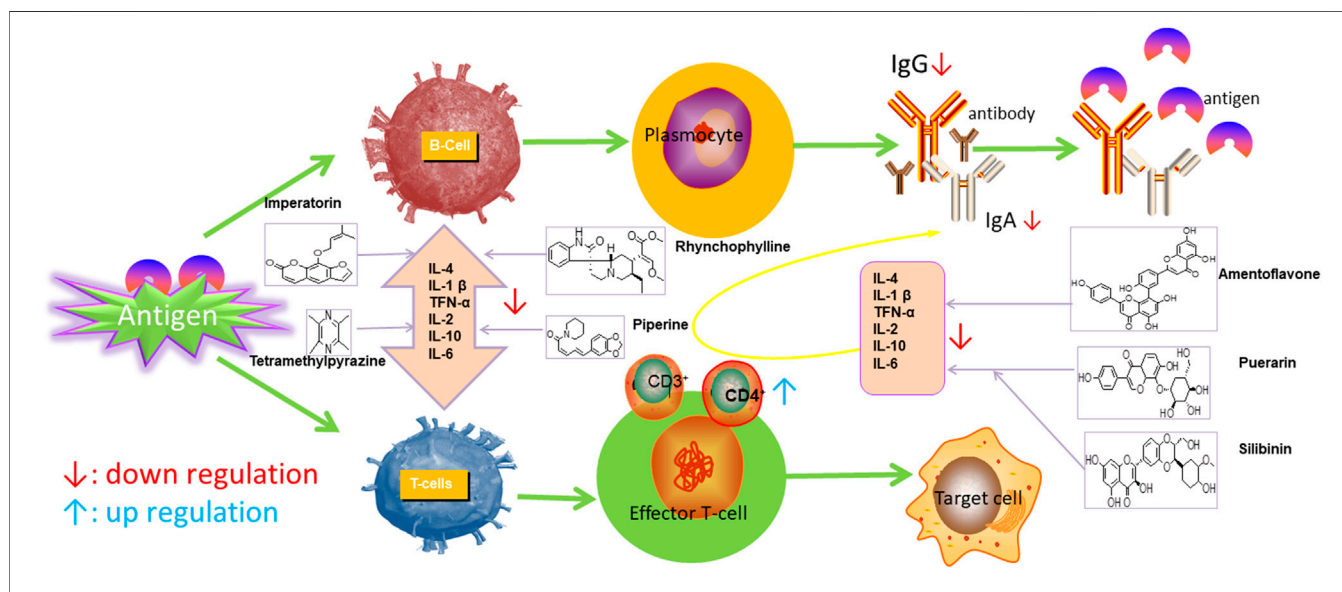 IgG ↓
B-Cell
Plasmocyte
antibody
antigen
Imperatorin
Rhynchophylline
IgA ↓
IL-4
IL-1 β
TFN-α
IL-2
IL-10
IL-6
↓
Piperine
Tetramethylpyrazine
Antigen
IL-4
IL-1 β
TFN-α
IL-2
IL-10
IL-6
↓
Amentoflavone
Puerarin
Silibinin
CD3+
CD4+ ↑
T-cells
Effector T-cell
Target cell
↓: down regulation
↑: up regulation